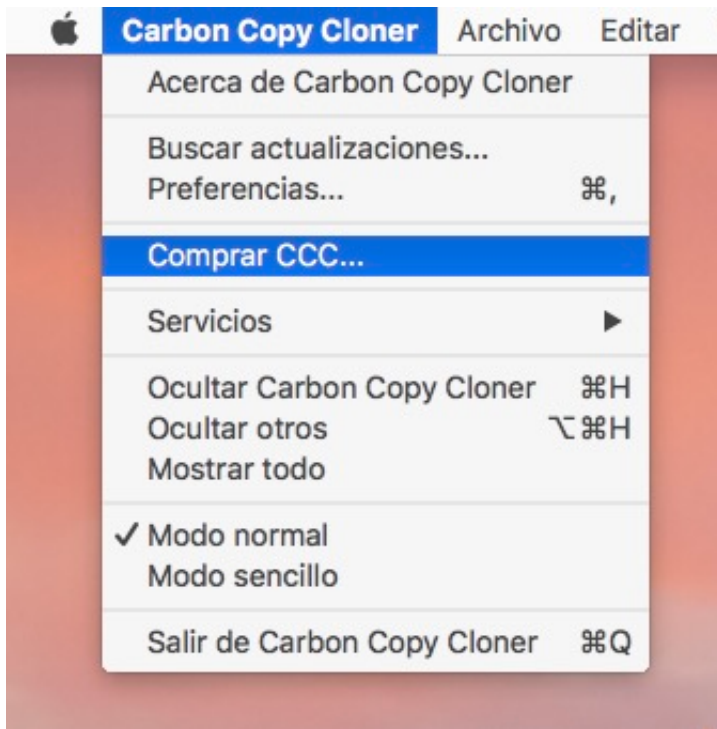 Carbon Copy Cloner Archivo Editar
Acerca de Carbon Copy Cloner
Buscar actualizaciones...
Preferencias... ⌘,
Comprar CCC...
Servicios ▶
Ocultar Carbon Copy Cloner ⌘H
Ocultar otros ⌥⌘H
Mostrar todo
✓ Modo normal
Modo sencillo
Salir de Carbon Copy Cloner ⌘Q